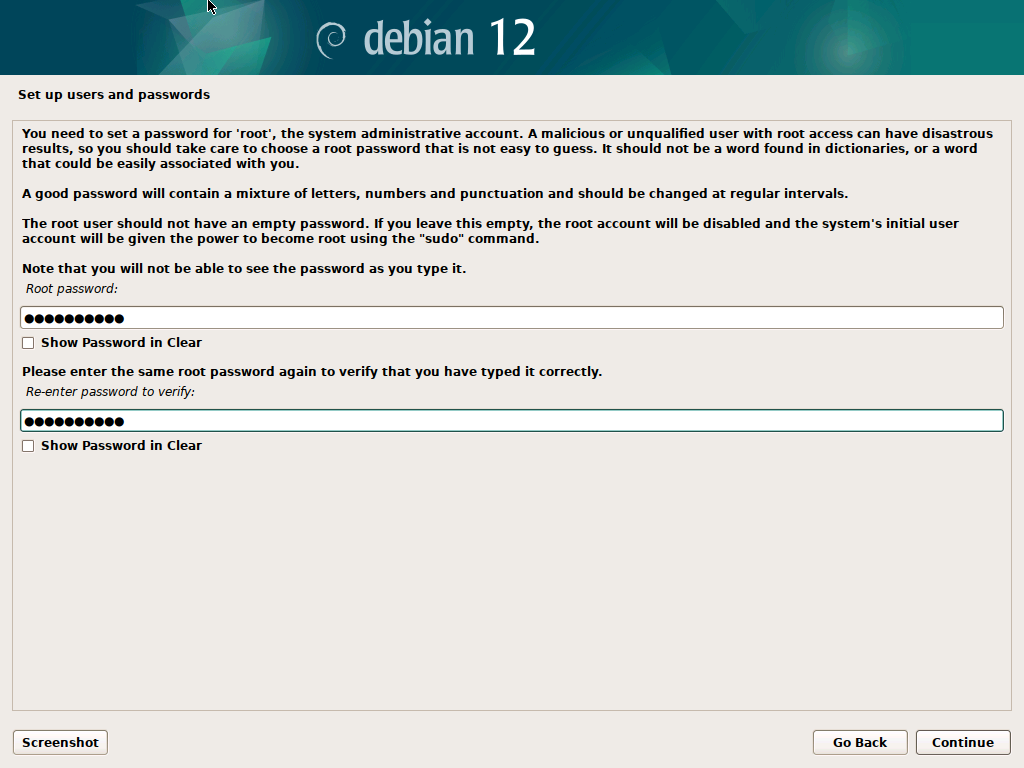 debian 12
Set up users and passwords
You need to set a password for 'root', the system administrative account. A malicious or unqualified user with root access can have disastrous
results, so you should take care to choose a root password that is not easy to guess. It should not be a word found in dictionaries, or a word
that could be easily associated with you.
A good password will contain a mixture of letters, numbers and punctuation and should be changed at regular intervals.
The root user should not have an empty password. If you leave this empty, the root account will be disabled and the system's initial user
account will be given the power to become root using the "sudo" command.
Note that you will not be able to see the password as you type it.
Root password:
●●●●●●●●●●
Show Password in Clear
Please enter the same root password again to verify that you have typed it correctly.
Re-enter password to verify:
●●●●●●●●●●
Show Password in Clear
Screenshot
Go Back
Continue